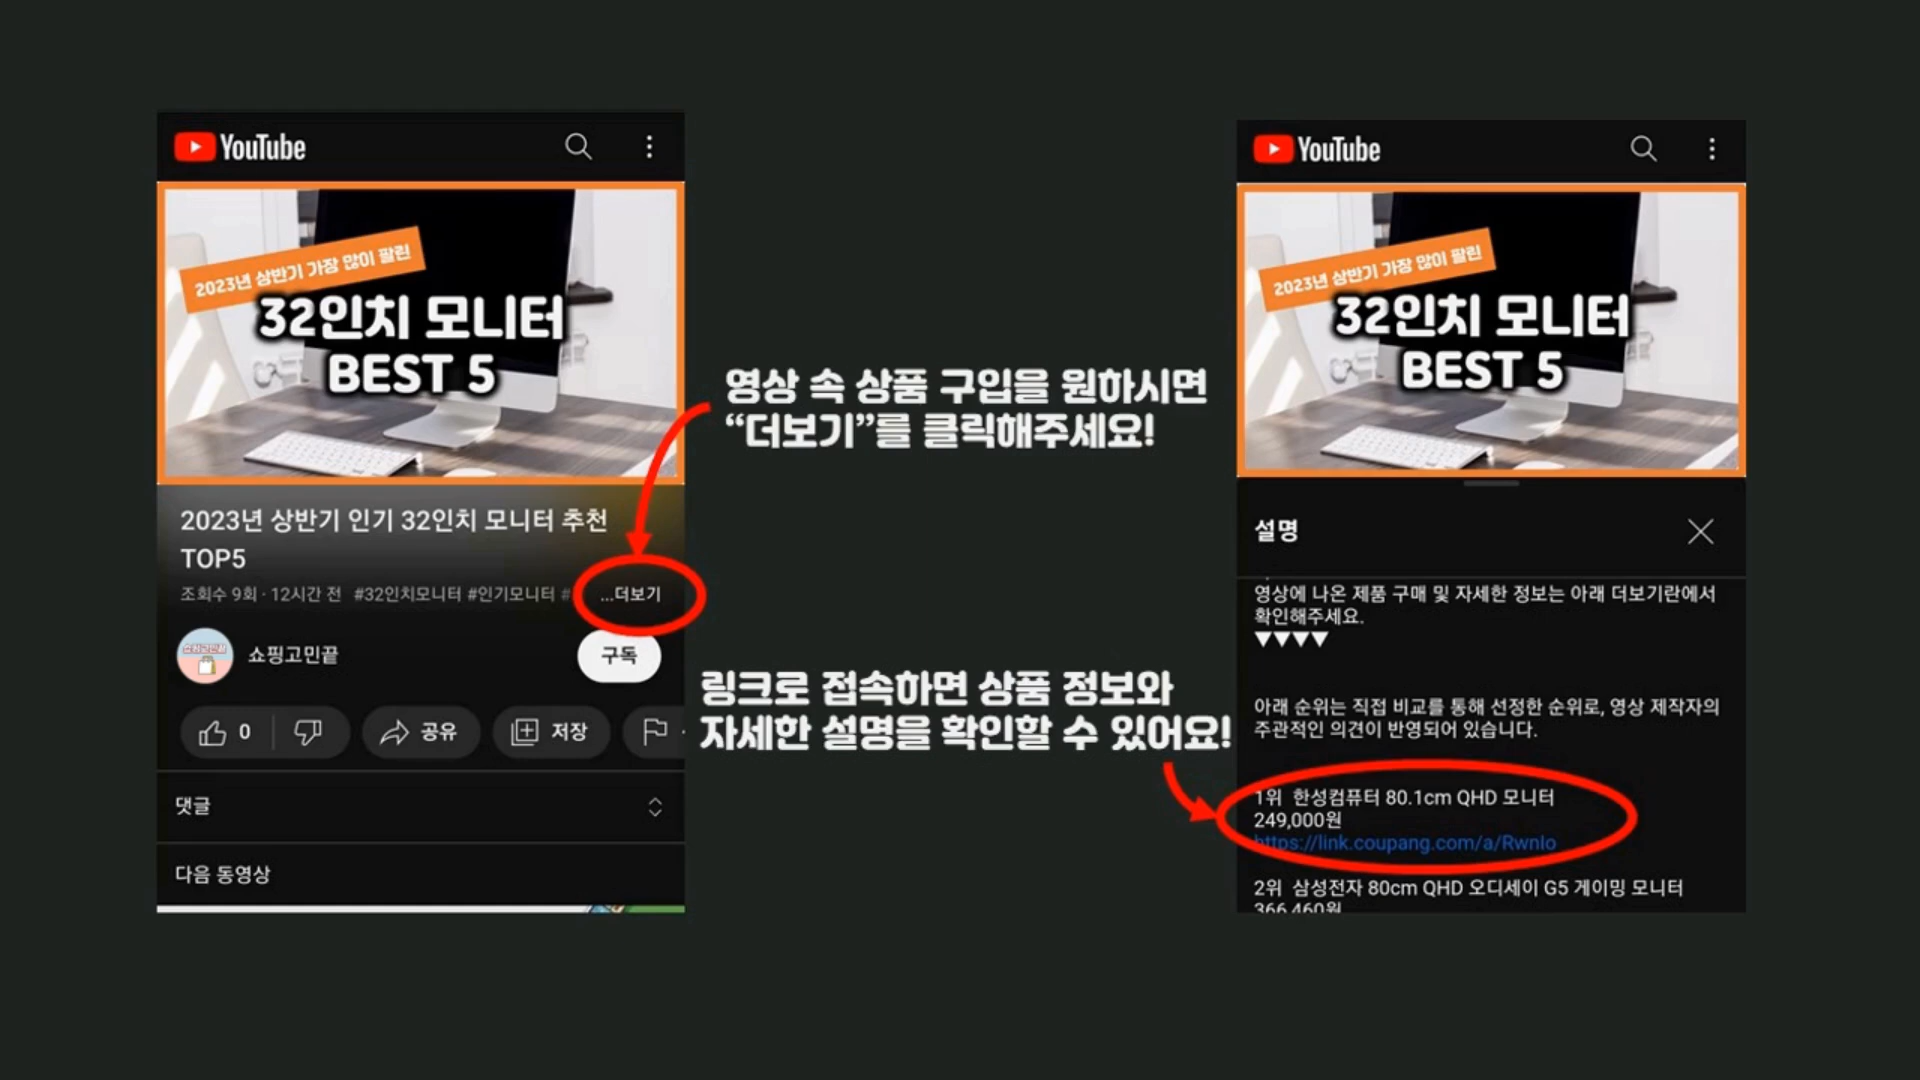 YouTube
2023년 상반기 가장 많이 팔린
32인치 모니터
BEST 5
2023년 상반기 인기 32인치 모니터 추천
TOP5
조회수 9회 · 12시간 전 #32인치모니터 #인기모니터 # ...더보기
쇼핑고민끝
구독
0
공유
저장
댓글
다음 동영상
영상 속 상품 구입을 원하시면
“더보기”를 클릭해주세요!
링크로 접속하면 상품 정보와
자세한 설명을 확인할 수 있어요!
YouTube
2023년 상반기 가장 많이 팔린
32인치 모니터
BEST 5
설명
영상에 나온 제품 구매 및 자세한 정보는 아래 더보기란에서
확인해주세요.
▼▼▼▼
아래 순위는 직접 비교를 통해 선정한 순위로, 영상 제작자의
주관적인 의견이 반영되어 있습니다.
1위 한성컴퓨터 80.1cm QHD 모니터
249,000원
https://link.coupang.com/a/RwnIo
2위 삼성전자 80cm QHD 오디세이 G5 게이밍 모니터
366,460원